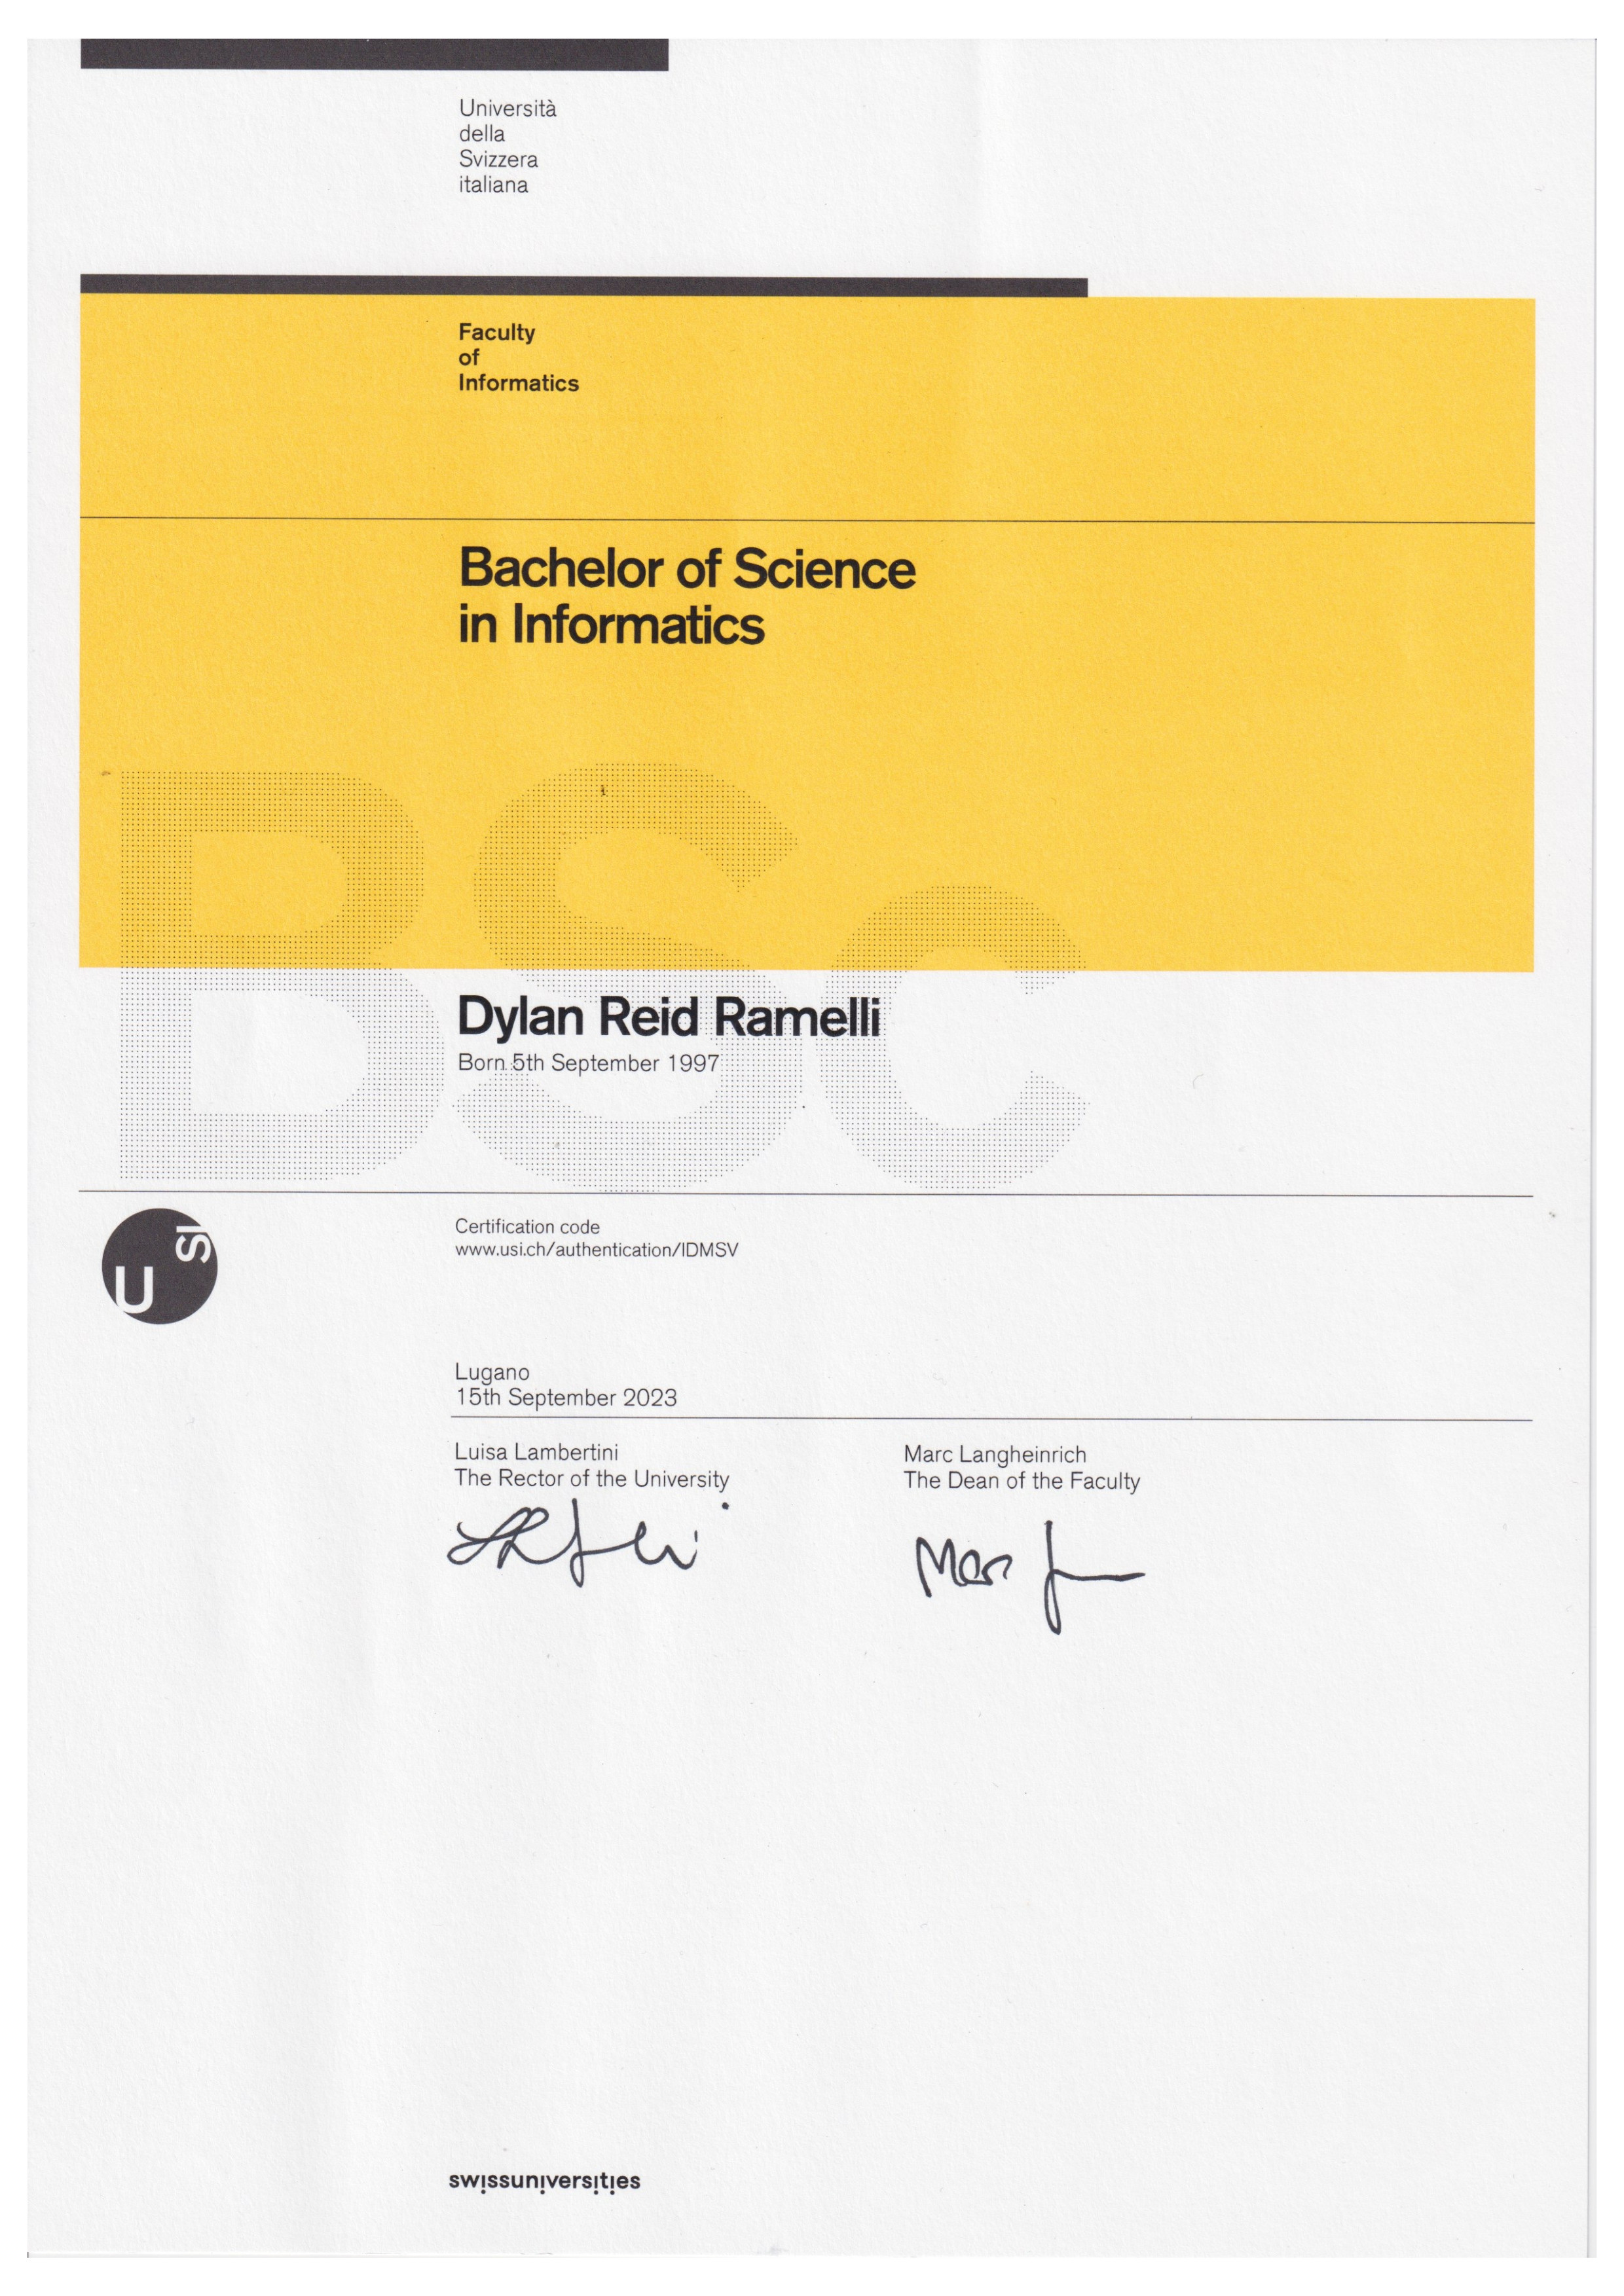 Università
della
Svizzera
italiana
Faculty
of
Informatics
Bachelor of Science
in Informatics
BSc
Dylan Reid Ramelli
Born 5th September 1997
USI
Certification code
www.usi.ch/authentication/IDMSV
Lugano
15th September 2023
Luisa Lambertini
The Rector of the University
Marc Langheinrich
The Dean of the Faculty
swissuniversities